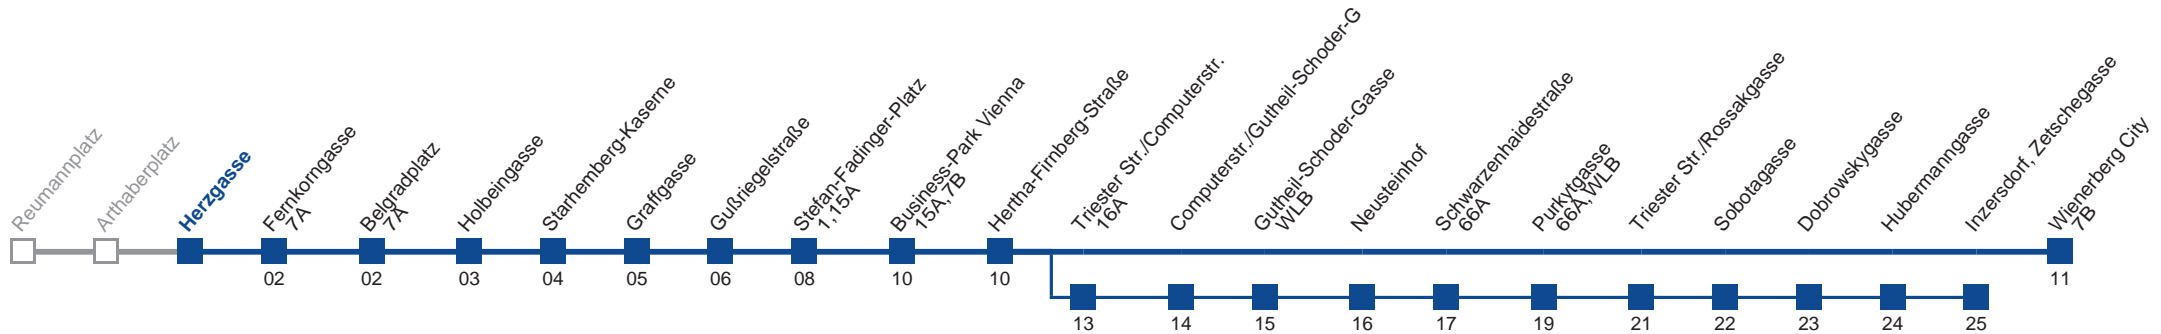 Reumannplatz
Arthaberplatz
Herzgasse
Fernkorngasse
7A
Belgradplatz
7A
Holbeingasse
Starhemberg-Kaserne
Graffgasse
Gußriegelstraße
Stefan-Fadinger-Platz
1,15A
Business-Park Vienna
15A,7B
Hertha-Firnberg-Straße
Triester Str./Computerstr.
16A
Computerstr./Gutheil-Schoder-G
Gutheil-Schoder-Gasse
WLB
Neusteinhof
Schwarzenhaidestraße
66A
Purkytgasse
66A,WLB
Triester Str./Rossakgasse
Sobotagasse
Dobrowskygasse
Hubermanngasse
Inzersdorf, Zetschegasse
Wienerberg City
7B
02 02 03 04 05 06 08 10 10 11
13 14 15 16 17 19 21 22 23 24 25